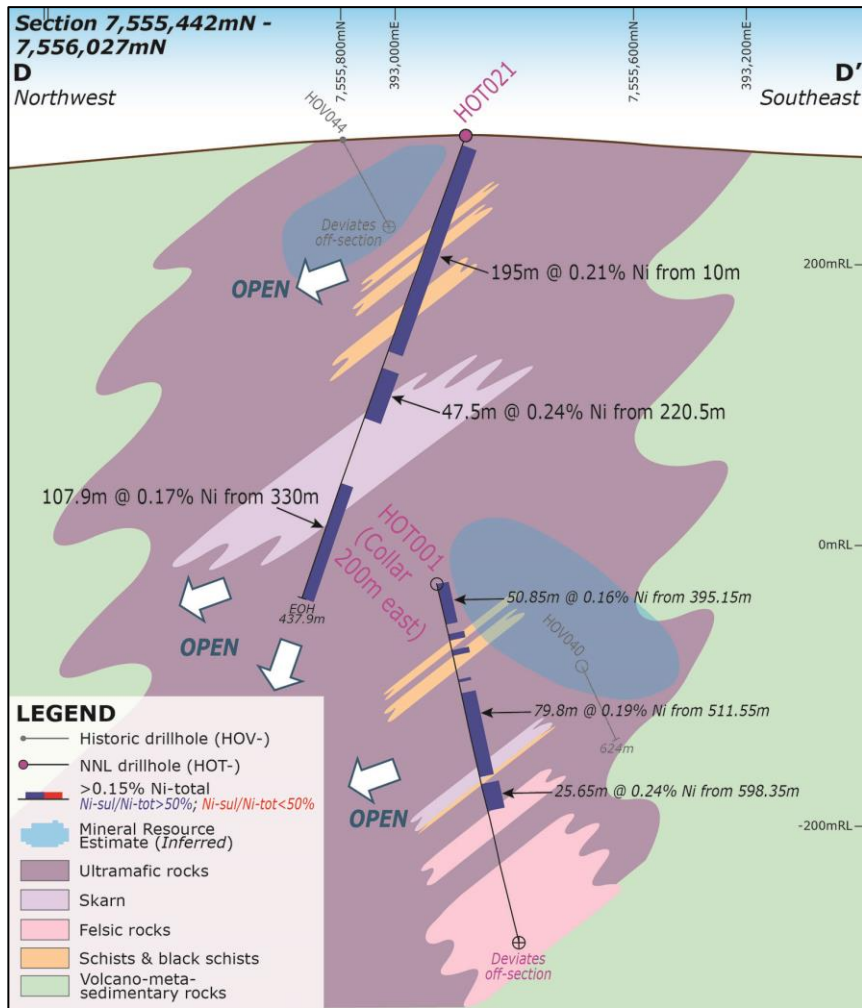 Section 7,555,442mN -
7,556,027mN
D
Northwest
7,555,800mN
393,000mE
7,555,600mN
393,200mE
D'
Southeast
HOV044
HOT021
Deviates
off-section
200mRL
OPEN
195m @ 0.21% Ni from 10m
47.5m @ 0.24% Ni from 220.5m
107.9m @ 0.17% Ni from 330m
HOT001
(Collar
200m east)
0mRL
EOH
437.9m
50.85m @ 0.16% Ni from 395.15m
HOV040
OPEN
79.8m @ 0.19% Ni from 511.55m
624m
25.65m @ 0.24% Ni from 598.35m
OPEN
-200mRL
Deviates
off-section
LEGEND
Historic drillhole (HOV-)
NNL drillhole (HOT-)
>0.15% Ni-total
Ni-sul/Ni-tot>50%; Ni-sul/Ni-tot<50%
Mineral Resource
Estimate (Inferred)
Ultramafic rocks
Skarn
Felsic rocks
Schists & black schists
Volcano-meta-
sedimentary rocks